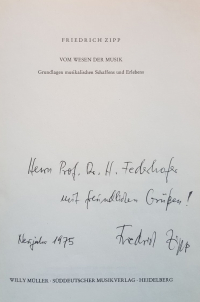 FRIEDRICH ZIPP
VOM WESEN DER MUSIK
Grundlagen musikalischen Schaffens und Erlebens
Herrn Prof. Dr. H. Federhofer
mit freundlichen Grüßen!
Neujahr 1975
Friedrich Zipp
WILLY MÜLLER · SÜDDEUTSCHER MUSIKVERLAG · HEIDELBERG